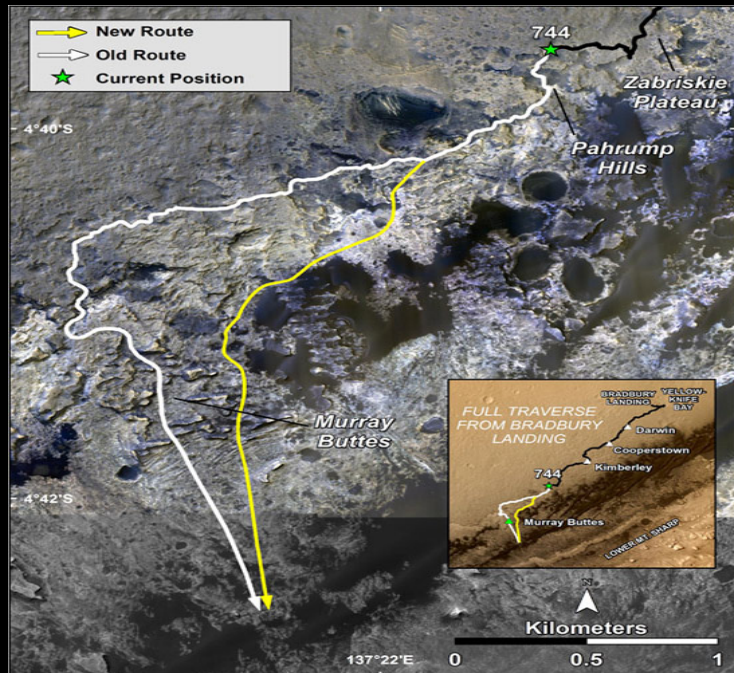 New Route
Old Route
Current Position
744
Zabriskie
Plateau
4°40'S
Pahrump
Hills
Murray
Buttes
4°42'S
FULL TRAVERSE
FROM BRADBURY
LANDING
BRADBURY
LANDING
YELLOW-
KNIFE
BAY
Darwin
Cooperstown
Kimberley
744
Murray Buttes
LOWER MT. SHARP
N
Kilometers
137°22'E
0
0.5
1